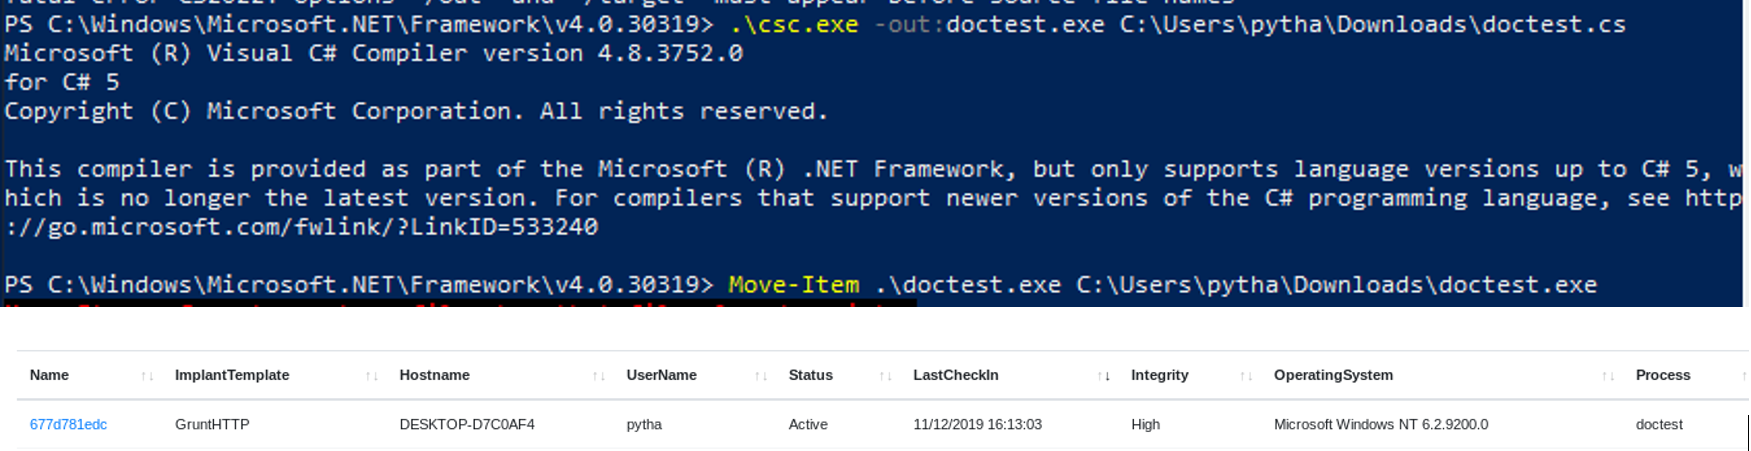 PS C:\Windows\Microsoft.NET\Framework\v4.0.30319> .\csc.exe -out:doctest.exe C:\Users\pytha\Downloads\doctest.cs
Microsoft (R) Visual C# Compiler version 4.8.3752.0
for C# 5
Copyright (C) Microsoft Corporation. All rights reserved.
This compiler is provided as part of the Microsoft (R) .NET Framework, but only supports language versions up to C# 5, w
hich is no longer the latest version. For compilers that support newer versions of the C# programming language, see http
://go.microsoft.com/fwlink/?LinkID=533240
PS C:\Windows\Microsoft.NET\Framework\v4.0.30319> Move-Item .\doctest.exe C:\Users\pytha\Downloads\doctest.exe
Name ImplantTemplate Hostname UserName Status LastCheckIn Integrity OperatingSystem Process
677d781edc GruntHTTP DESKTOP-D7C0AF4 pytha Active 11/12/2019 16:13:03 High Microsoft Windows NT 6.2.9200.0 doctest